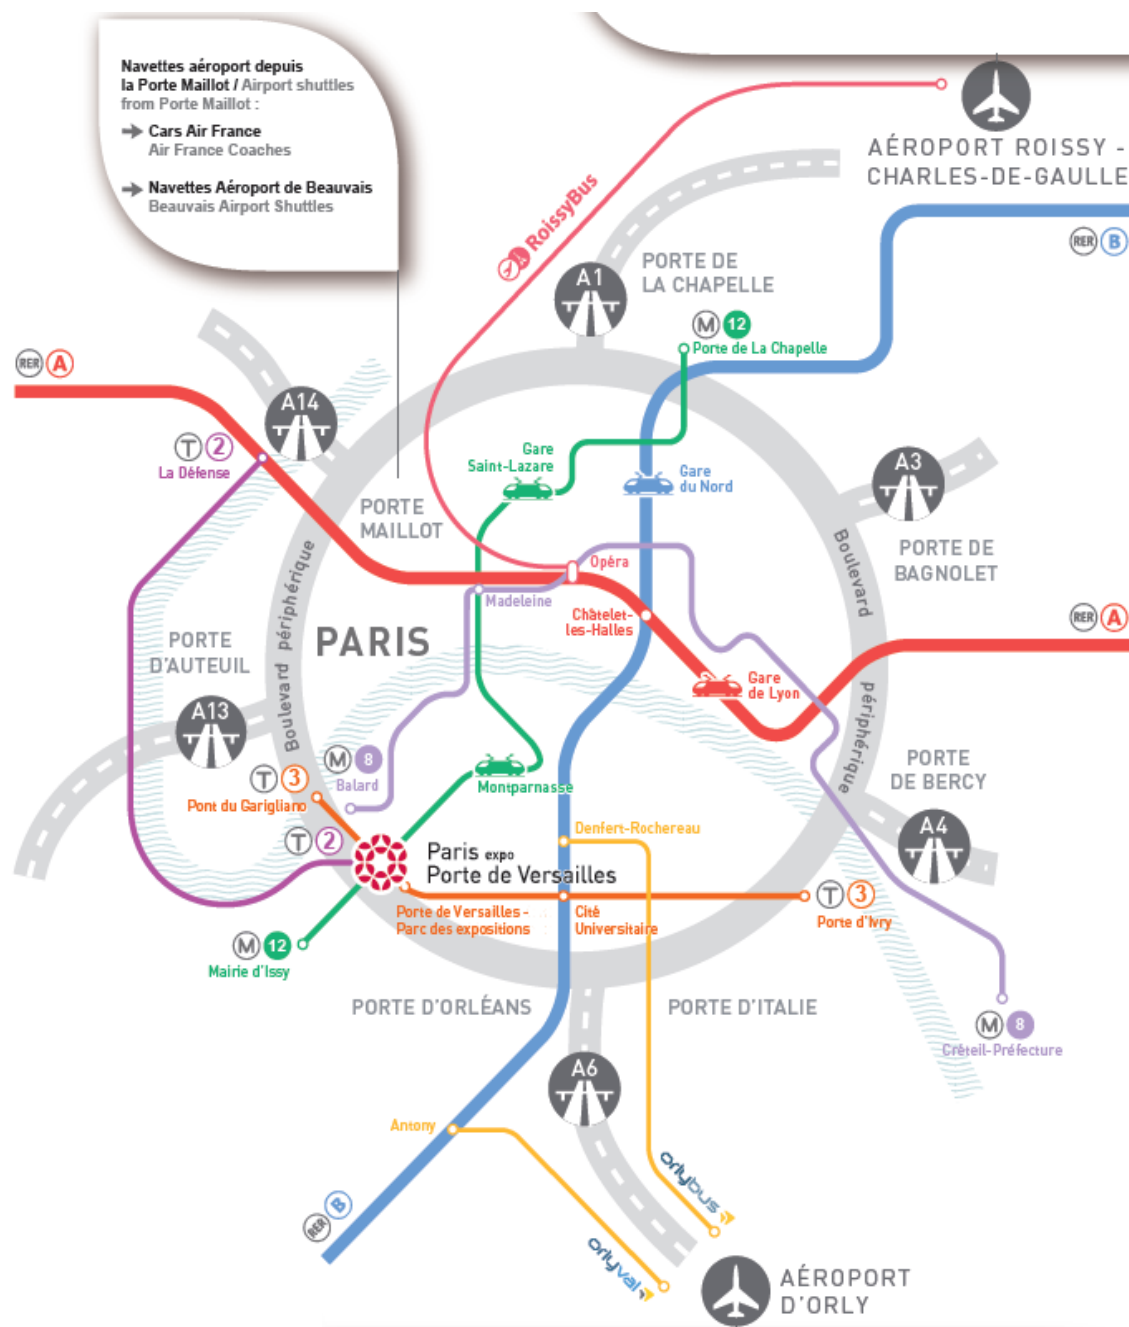 Navettes aéroport depuis
la Porte Maillot / Airport shuttles
from Porte Maillot :
Cars Air France
Air France Coaches
Navettes Aéroport de Beauvais
Beauvais Airport Shuttles
RoissyBus
AÉROPORT ROISSY -
CHARLES-DE-GAULLE
RER B
A1
PORTE DE
LA CHAPELLE
M 12
Porte de La Chapelle
RER A
A14
T 2
La Défense
Gare
Saint-Lazare
Gare
du Nord
A3
PORTE
MAILLOT
PORTE DE
BAGNOLET
Boulevard périphérique
Boulevard
périphérique
Opéra
Madeleine
Châtelet-
les-Halles
RER A
PORTE
D'AUTEUIL
PARIS
Gare
de Lyon
A13
M 8
Balard
T 3
Pont du Garigliano
Montparnasse
PORTE
DE BERCY
A4
T 2
Denfert-Rochereau
Paris expo
Porte de Versailles
Porte de Versailles -
Parc des expositions
Cité
Universitaire
T 3
Porte d'Ivry
M 12
Mairie d'Issy
PORTE D'ORLÉANS
PORTE D'ITALIE
M 8
Crèteil-Préfecture
A6
Antony
RER B
orlybus
orlyval
AÉROPORT
D'ORLY